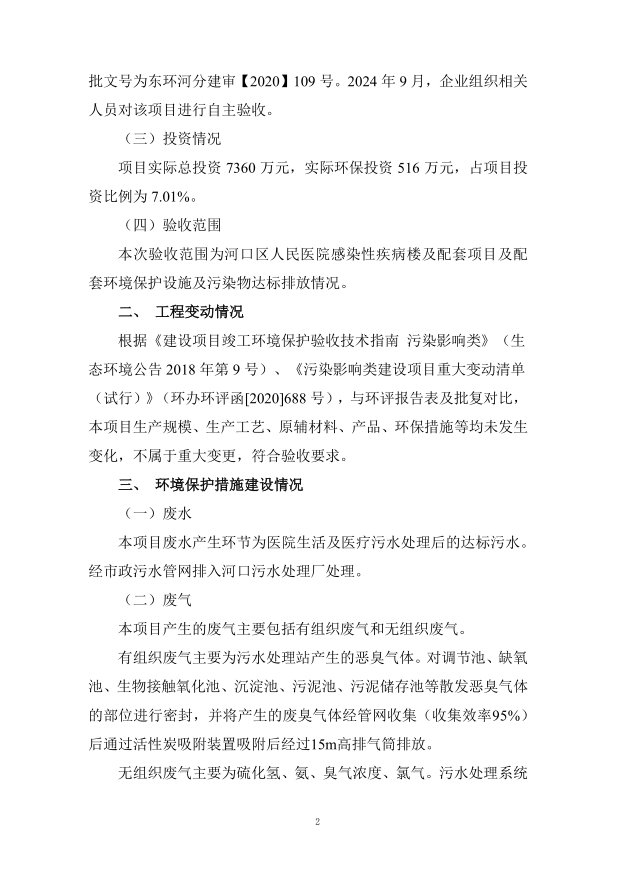 批文号为东环河分建审【2020】109 号。2024 年 9 月，企业组织相关
人员对该项目进行自主验收。
（三）投资情况
项目实际总投资 7360 万元，实际环保投资 516 万元，占项目投
资比例为 7.01%。
（四）验收范围
本次验收范围为河口区人民医院感染性疾病楼及配套项目及配
套环境保护设施及污染物达标排放情况。
二、 工程变动情况
根据《建设项目竣工环境保护验收技术指南 污染影响类》（生
态环境公告 2018 年第 9 号）、《污染影响类建设项目重大变动清单
（试行）》（环办环评函[2020]688 号），与环评报告表及批复对比，
本项目生产规模、生产工艺、原辅材料、产品、环保措施等均未发生
变化，不属于重大变更，符合验收要求。
三、 环境保护措施建设情况
（一）废水
本项目废水产生环节为医院生活及医疗污水处理后的达标污水。
经市政污水管网排入河口污水处理厂处理。
（二）废气
本项目产生的废气主要包括有组织废气和无组织废气。
有组织废气主要为污水处理站产生的恶臭气体。对调节池、缺氧
池、生物接触氧化池、沉淀池、污泥池、污泥储存池等散发恶臭气体
的部位进行密封，并将产生的废臭气体经管网收集（收集效率95%）
后通过活性炭吸附装置吸附后经过15m高排气筒排放。
无组织废气主要为硫化氢、氨、臭气浓度、氯气。污水处理系统
2